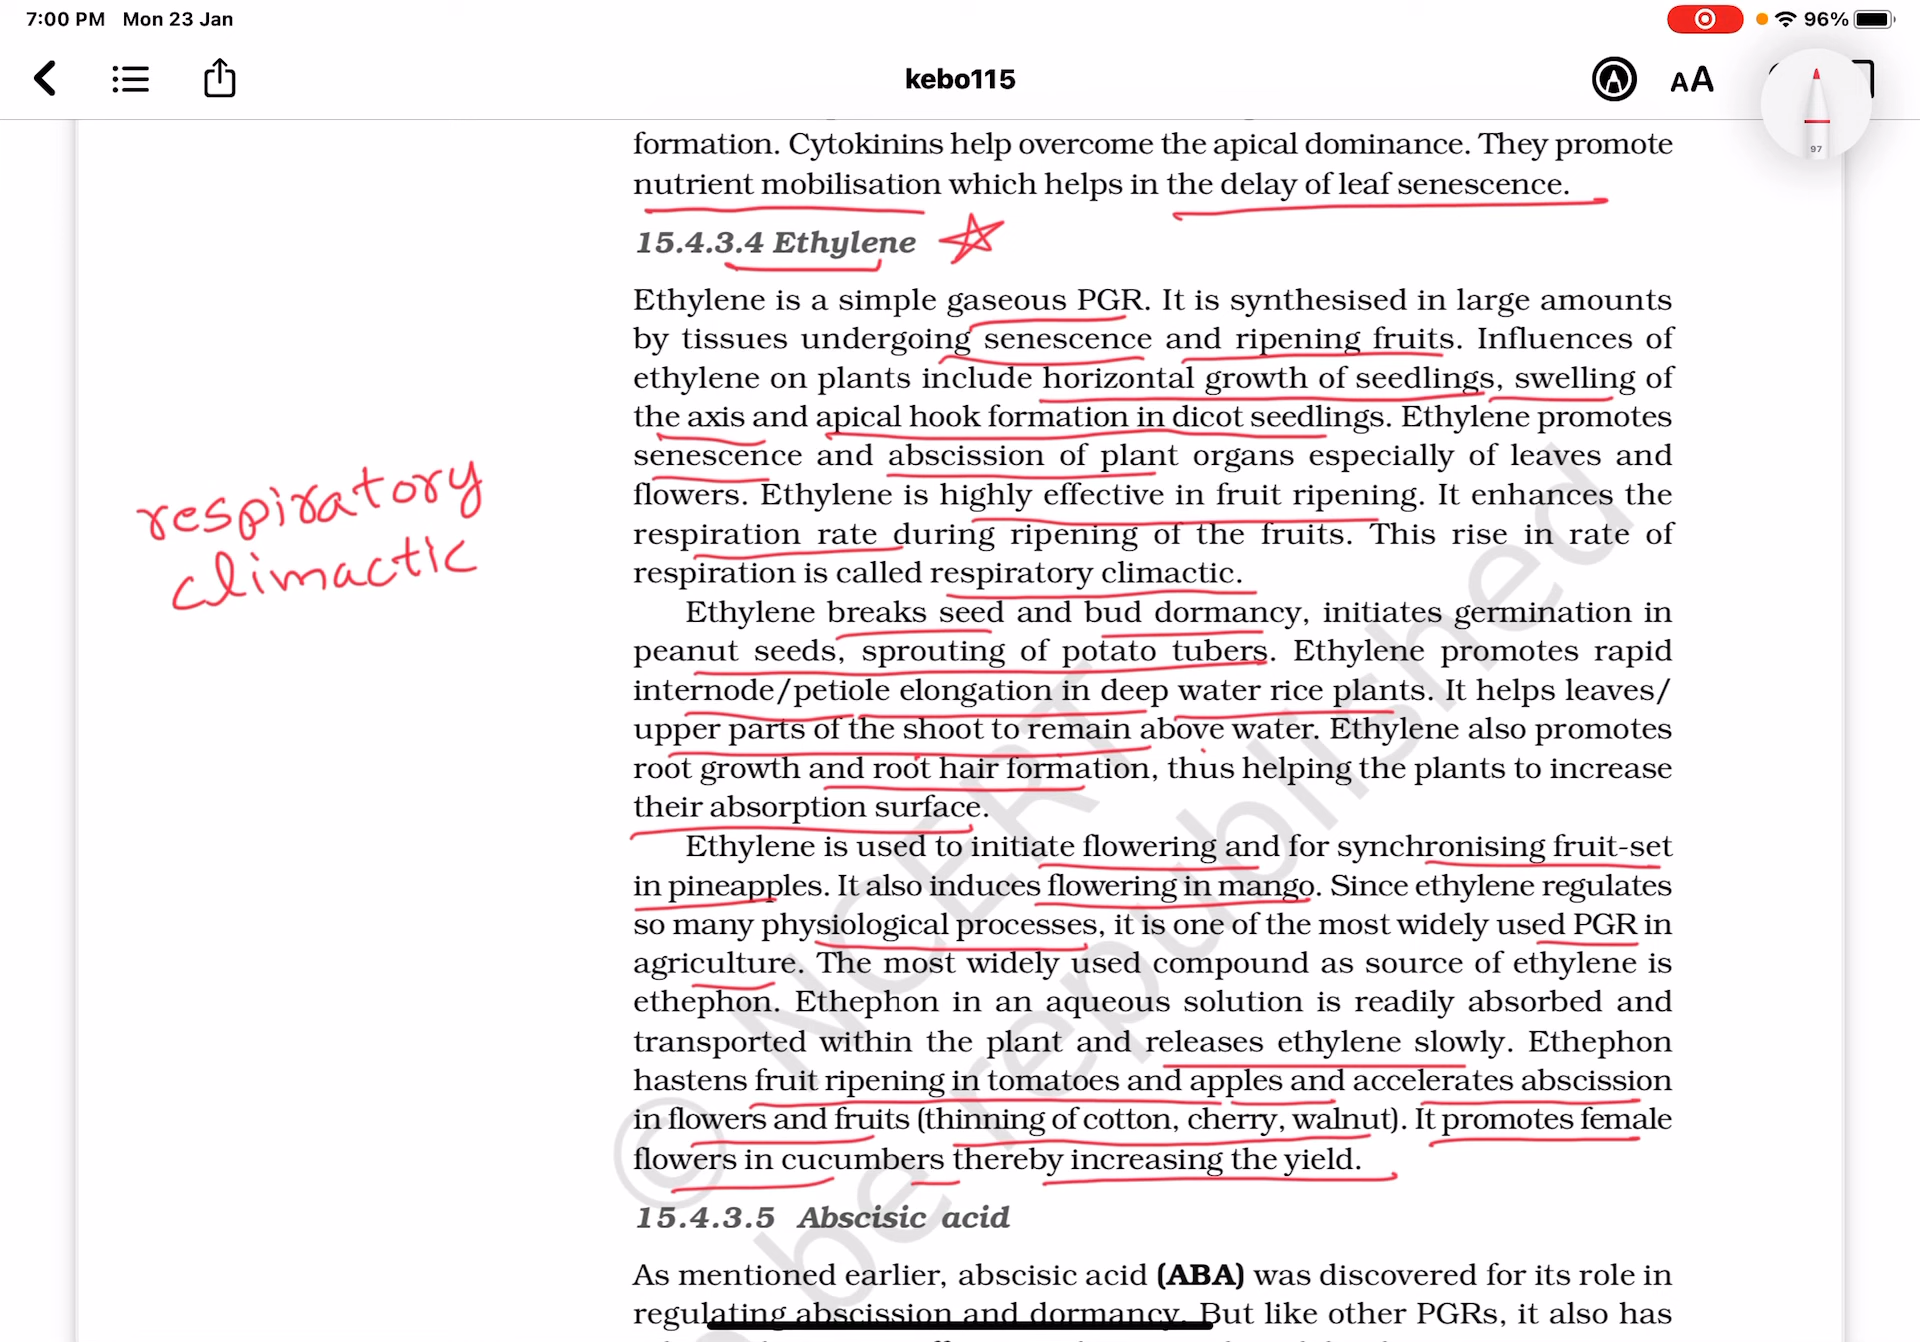 7:00 PM Mon 23 Jan
96%
kebo115
AA
97
formation. Cytokinins help overcome the apical dominance. They promote
nutrient mobilisation which helps in the delay of leaf senescence.
15.4.3.4 Ethylene
Ethylene is a simple gaseous PGR. It is synthesised in large amounts
by tissues undergoing senescence and ripening fruits. Influences of
ethylene on plants include horizontal growth of seedlings, swelling of
the axis and apical hook formation in dicot seedlings. Ethylene promotes
senescence and abscission of plant organs especially of leaves and
flowers. Ethylene is highly effective in fruit ripening. It enhances the
respiration rate during ripening of the fruits. This rise in rate of
respiration is called respiratory climactic.
respiratory
climactic
Ethylene breaks seed and bud dormancy, initiates germination in
peanut seeds, sprouting of potato tubers. Ethylene promotes rapid
internode/petiole elongation in deep water rice plants. It helps leaves/
upper parts of the shoot to remain above water. Ethylene also promotes
root growth and root hair formation, thus helping the plants to increase
their absorption surface.
Ethylene is used to initiate flowering and for synchronising fruit-set
in pineapples. It also induces flowering in mango. Since ethylene regulates
so many physiological processes, it is one of the most widely used PGR in
agriculture. The most widely used compound as source of ethylene is
ethephon. Ethephon in an aqueous solution is readily absorbed and
transported within the plant and releases ethylene slowly. Ethephon
hastens fruit ripening in tomatoes and apples and accelerates abscission
in flowers and fruits (thinning of cotton, cherry, walnut). It promotes female
flowers in cucumbers thereby increasing the yield.
15.4.3.5 Abscisic acid
As mentioned earlier, abscisic acid (ABA) was discovered for its role in
regulating abscission and dormancy. But like other PGRs, it also has
© NCERT
be republished